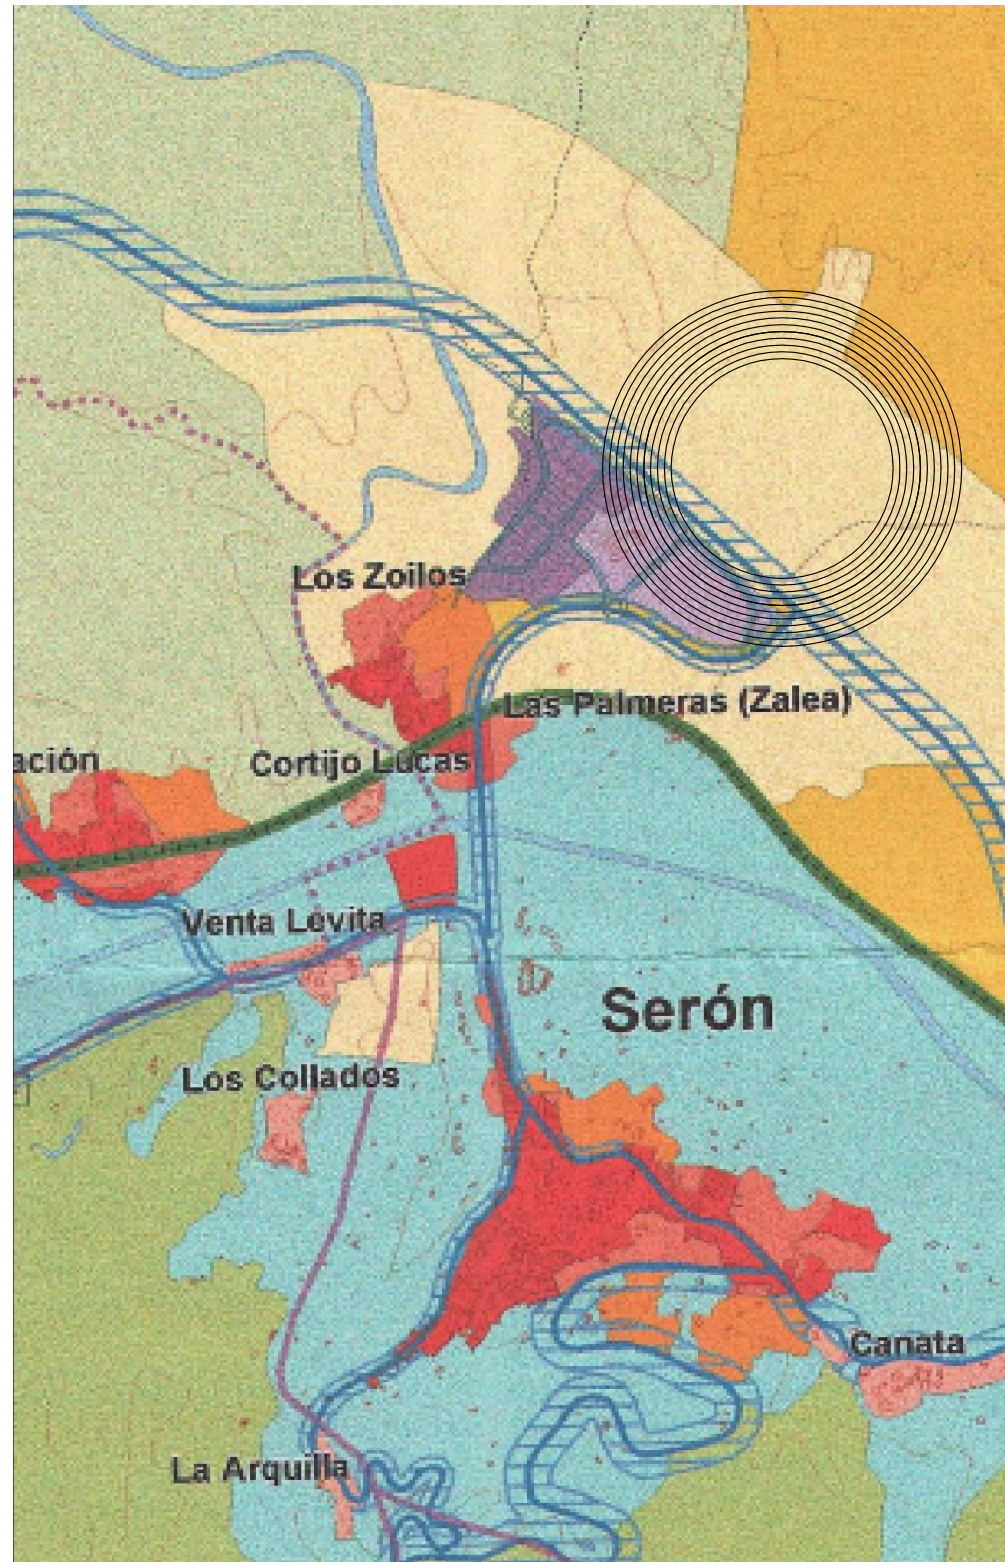 Los Zoilos
Las Palmeras (Zalea)
ación
Cortijo Lucas
Venta Levita
Serón
Los Collados
Canata
La Arquilla